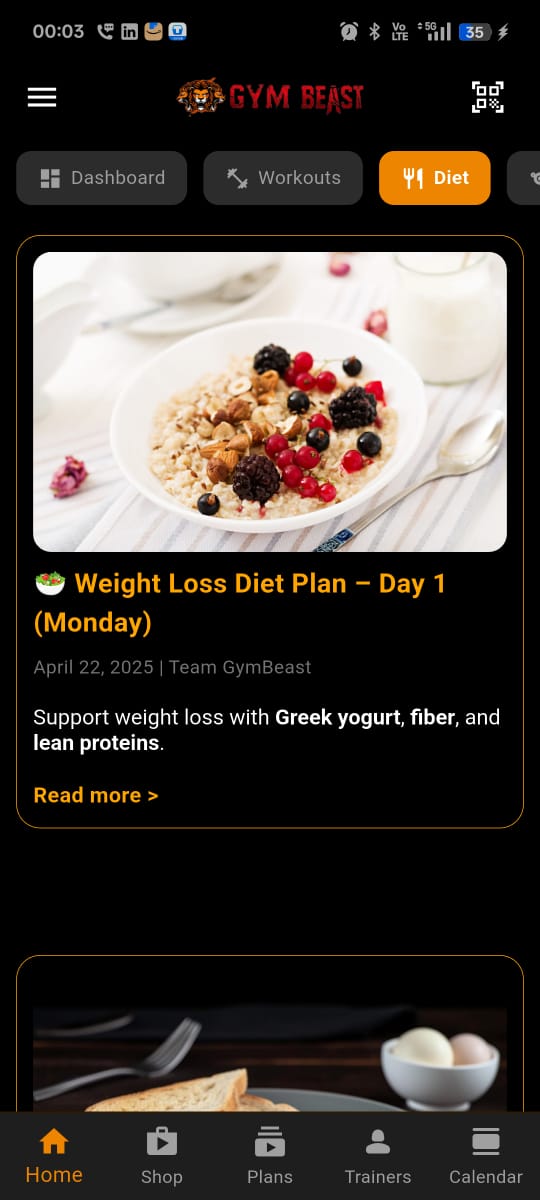 00:03 Vo LTE 5G 35
GYM BEAST
Dashboard Workouts Diet
🥗 Weight Loss Diet Plan – Day 1
(Monday)
April 22, 2025 | Team GymBeast
Support weight loss with Greek yogurt, fiber, and
lean proteins.
Read more >
Home Shop Plans Trainers Calendar